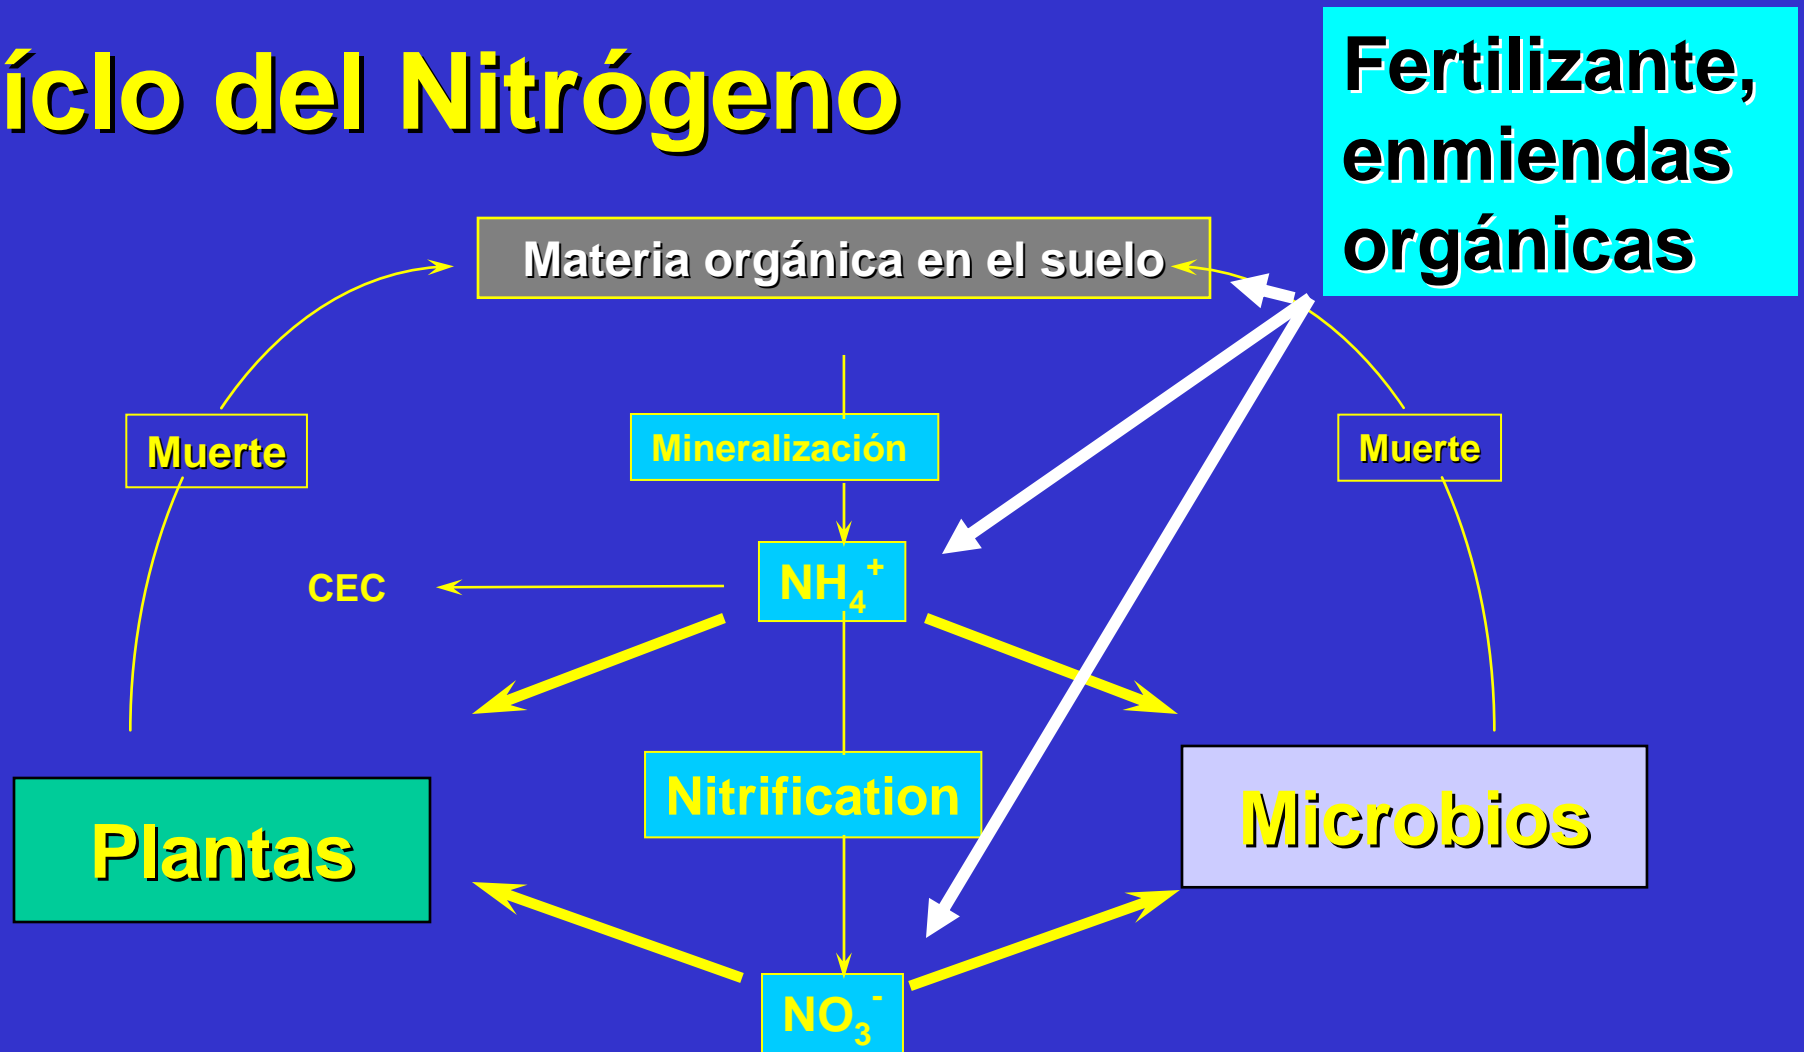 íclo del Nitrógeno
Fertilizante,
enmiendas
orgánicas
Materia orgánica en el suelo
Muerte
Mineralización
Muerte
CEC
NH₄⁺
Nitrification
Plantas
Microbios
NO₃⁻